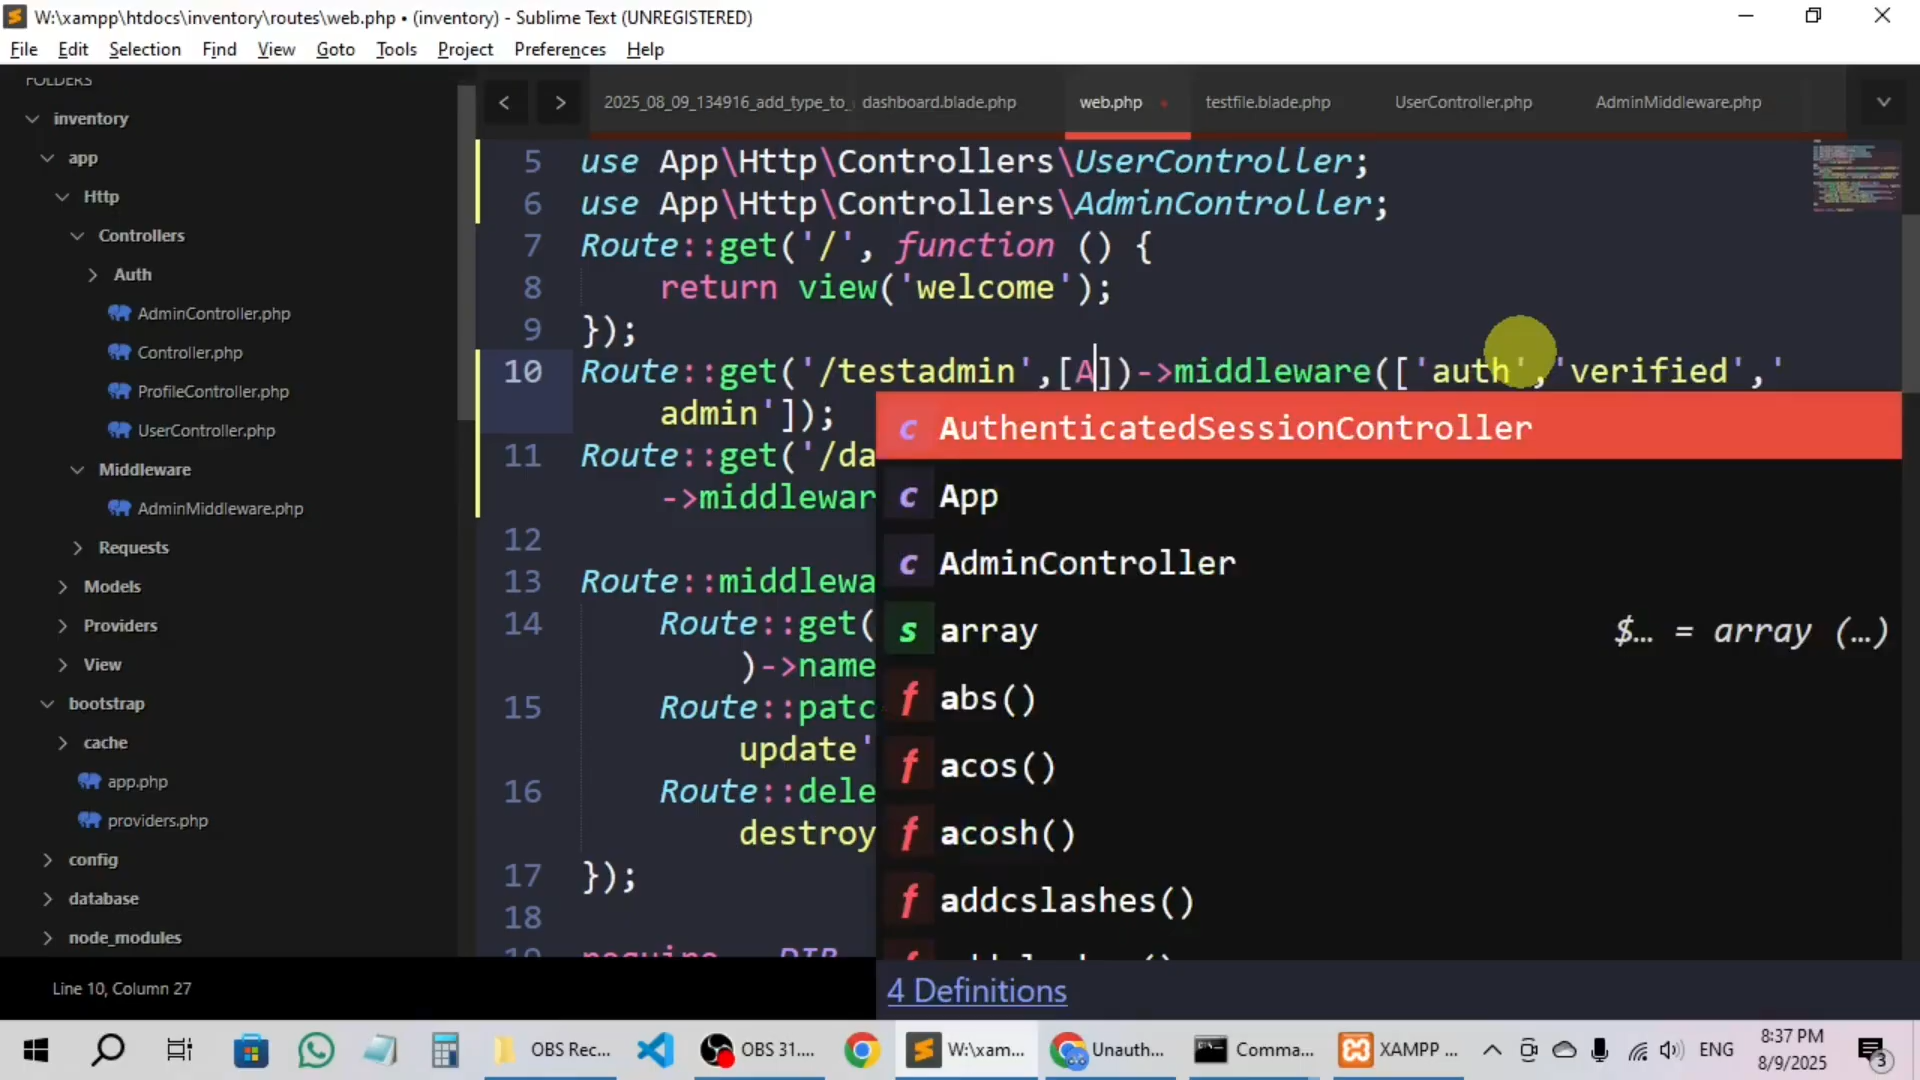 W:\xampp\htdocs\inventory\routes\web.php • (inventory) - Sublime Text (UNREGISTERED)
File Edit Selection Find View Goto Tools Project Preferences Help
FOLDERS
inventory
app
Http
Controllers
Auth
AdminController.php
Controller.php
ProfileController.php
UserController.php
Middleware
AdminMiddleware.php
Requests
Models
Providers
View
bootstrap
cache
app.php
providers.php
config
database
node_modules
Line 10, Column 27
2025_08_09_134916_add_type_to_ dashboard.blade.php web.php testfile.blade.php UserController.php AdminMiddleware.php
5 use App\Http\Controllers\UserController;
6 use App\Http\Controllers\AdminController;
7 Route::get('/', function () {
8 return view('welcome');
9 });
10 Route::get('/testadmin',[A])->middleware(['auth','verified','
admin']);
11 Route::get('/da
->middlewar
12
13 Route::middlewa
14 Route::get(
)->name
15 Route::patc
update'
16 Route::dele
destroy
17 });
18
AuthenticatedSessionController
App
AdminController
array $… = array (…)
abs()
acos()
acosh()
addcslashes()
4 Definitions
OBS Rec... OBS 31.... W:\xam... Unauth... Comma... XAMPP ... ENG 8:37 PM
8/9/2025
3